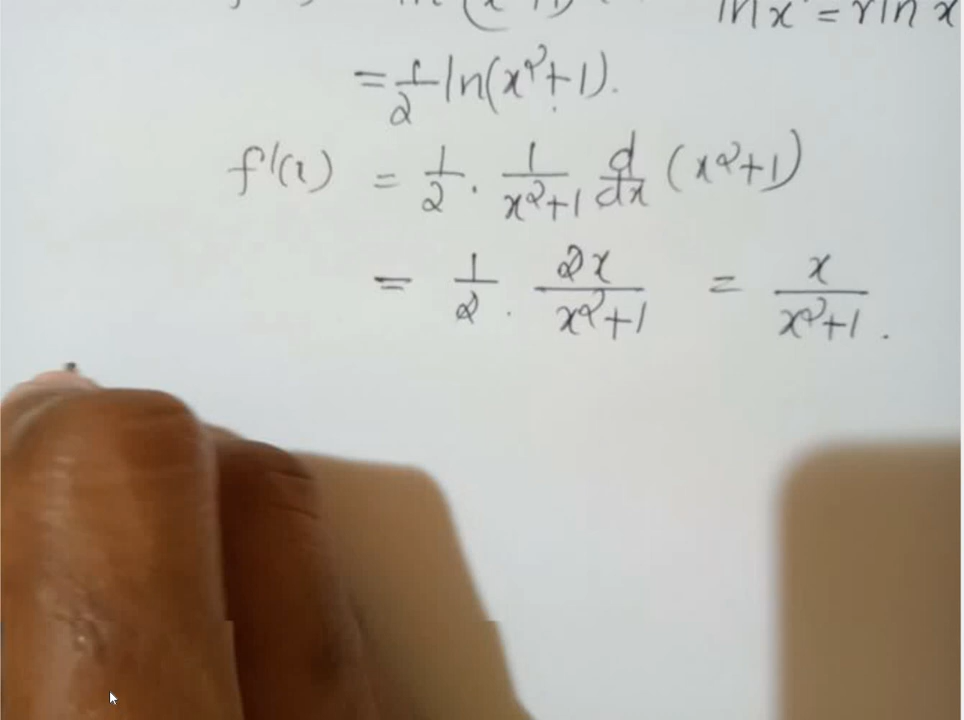 ln x^r = r ln x
= 1/2 ln(x²+1).
f'(x) = 1/2 · 1/(x²+1) d/dx (x²+1)
= 1/2 · 2x/(x²+1) = x/(x²+1).